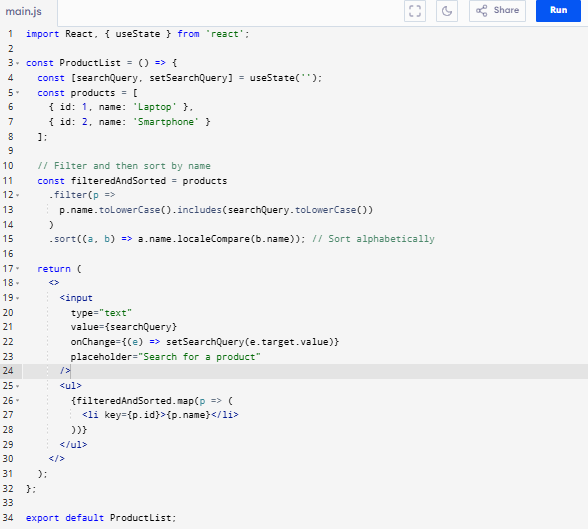 main.js
Share
Run
1 import React, { useState } from 'react';
2
3 const ProductList = () => {
4 const [searchQuery, setSearchQuery] = useState('');
5 const products = [
6 { id: 1, name: 'Laptop' },
7 { id: 2, name: 'Smartphone' }
8 ];
9
10 // Filter and then sort by name
11 const filteredAndSorted = products
12 .filter(p =>
13 p.name.toLowerCase().includes(searchQuery.toLowerCase())
14 )
15 .sort((a, b) => a.name.localeCompare(b.name)); // Sort alphabetically
16
17 return (
18 <>
19 <input
20 type="text"
21 value={searchQuery}
22 onChange={(e) => setSearchQuery(e.target.value)}
23 placeholder="Search for a product"
24 />
25 <ul>
26 {filteredAndSorted.map(p => (
27 <li key={p.id}>{p.name}</li>
28 ))}
29 </ul>
30 </>
31 );
32 };
33
34 export default ProductList;